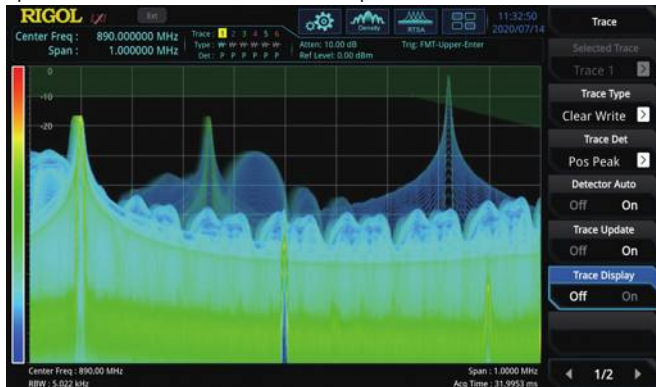 RIGOL LXI Ext
11:32:50
2020/07/14
Density
RTSA
Center Freq : 890.000000 MHz
Span : 1.000000 MHz
Trace : 1 2 3 4 5 6
Type : W W W W W W
Det : P P P P P P
Atten: 10.00 dB
Ref Level: 0.00 dBm
Trig: FMT-Upper-Enter
0
-10
-20
Center Freq : 890.00 MHz
RBW : 5.022 kHz
Span : 1.0000 MHz
Acq Time : 31.9953 ms
Trace
Selected Trace
Trace 1
Trace Type
Clear Write
Trace Det
Pos Peak
Detector Auto
Off On
Trace Update
Off On
Trace Display
Off On
1/2